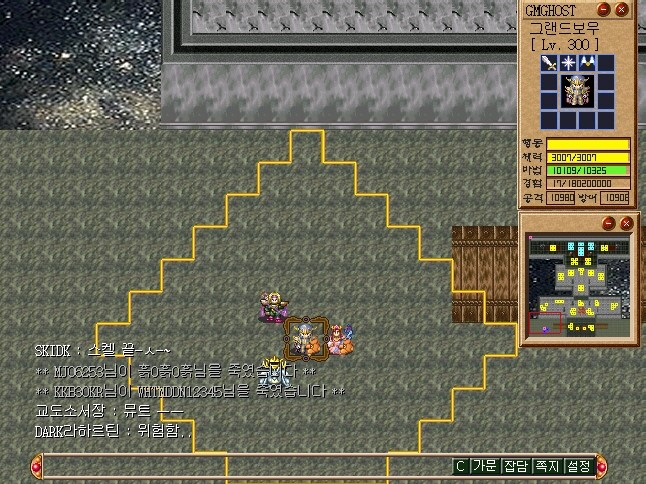 GMGHOST
그랜드보우
[ Lv. 300 ]
행동
체력 3007/3007
마법 10109/10325
경험 17/180200000
공격 10980 방어 10906
SKIDK : 스켈 끝-ㅅ-~
** MJ06253님이 흙0흙0흙님을 죽였습니다 **
** KKB30KR님이 WHTMDDN12345님을 죽였습니다 **
교도소서장 : 뮤트 ㅡㅡ
DARK라하르틴 : 위험함..
C 가문 잡담 쪽지 설정